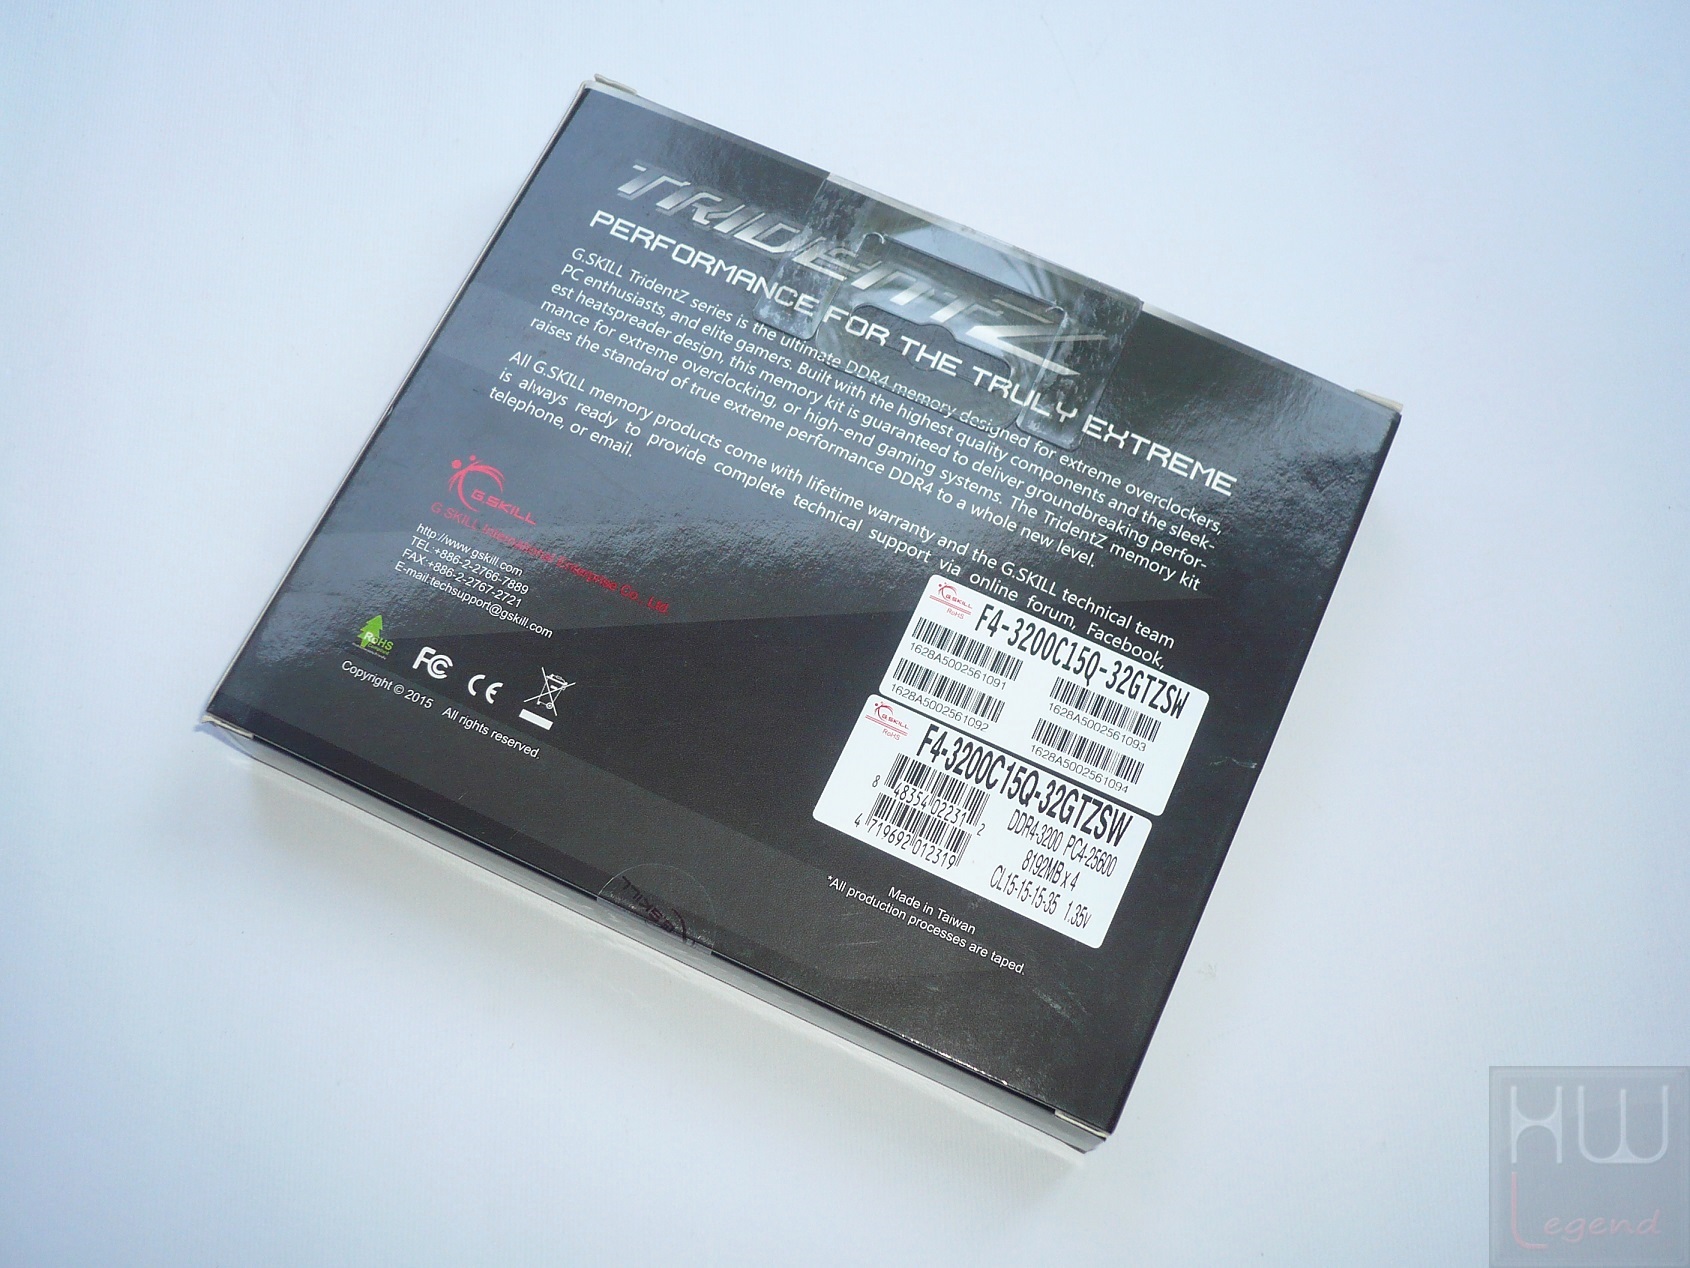 TRIDENTZ
PERFORMANCE FOR THE TRULY EXTREME
G.SKILL TridentZ series is the ultimate DDR4 memory designed for extreme overclockers,
PC enthusiasts, and elite gamers. Built with the highest quality components and the sleek-
est heatspreader design, this memory kit is guaranteed to deliver groundbreaking perfor-
mance for extreme overclocking, or high-end gaming systems. The TridentZ memory kit
raises the standard of true extreme performance DDR4 to a whole new level.
All G.SKILL memory products come with lifetime warranty and the G.SKILL technical team
is always ready to provide complete technical support via online forum, Facebook,
telephone, or email.
G.SKILL
G.SKILL International Enterprise Co., Ltd
http://www.gskill.com
TEL:+886-2-2766-7889
FAX:+886-2-2767-2721
E-mail:techsupport@gskill.com
RoHS
FC CE
Copyright © 2015 All rights reserved.
G.SKILL
RoHS
F4-3200C15Q-32GTZSW
1628A5002561091
1628A5002561093
1628A5002561092
1628A5002561094
G.SKILL
RoHS
F4-3200C15Q-32GTZSW
8 48354 02231 2
4 719692 012319
DDR4-3200 PC4-25600
8192MB x 4
CL15-15-15-35 1.35v
Made in Taiwan
*All production processes are taped.
G.SKILL
HW
Legend